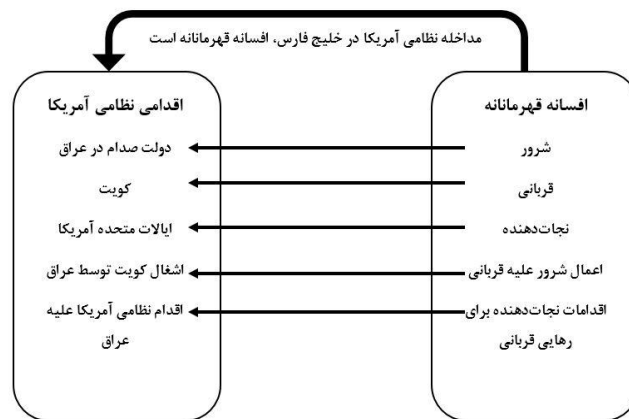 مداخله نظامی آمریکا در خلیج فارس، افسانه قهرمانانه است
افسانه قهرمانانه
شرور
قربانی
نجات‌دهنده
اعمال شرور علیه قربانی
اقدامات نجات‌دهنده برای
رهایی قربانی
اقدامی نظامی آمریکا
دولت صدام در عراق
کویت
ایالات متحده آمریکا
اشغال کویت توسط عراق
اقدام نظامی آمریکا علیه
عراق